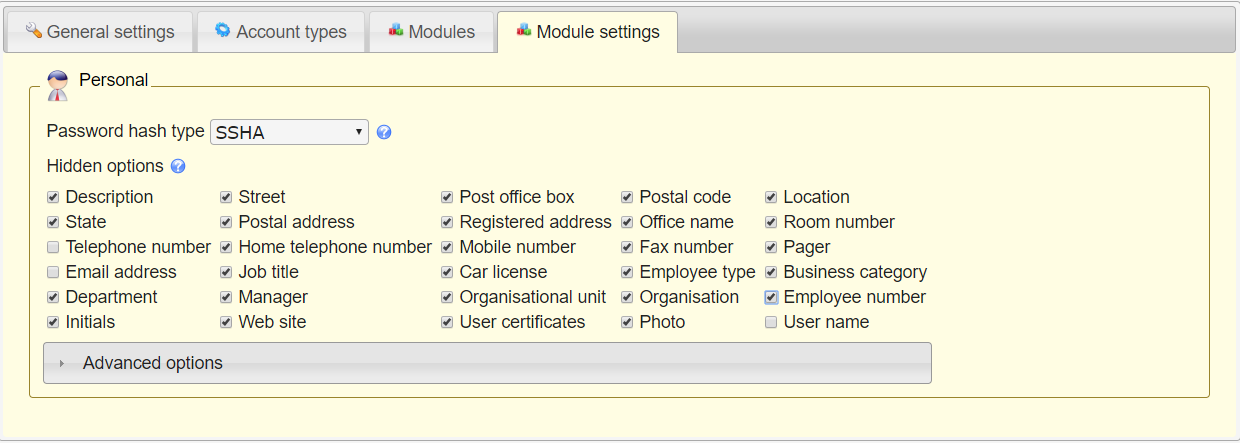 General settings Account types Modules Module settings
Personal
Password hash type SSHA
Hidden options
Description Street Post office box Postal code Location
State Postal address Registered address Office name Room number
Telephone number Home telephone number Mobile number Fax number Pager
Email address Job title Car license Employee type Business category
Department Manager Organisational unit Organisation Employee number
Initials Web site User certificates Photo User name
Advanced options